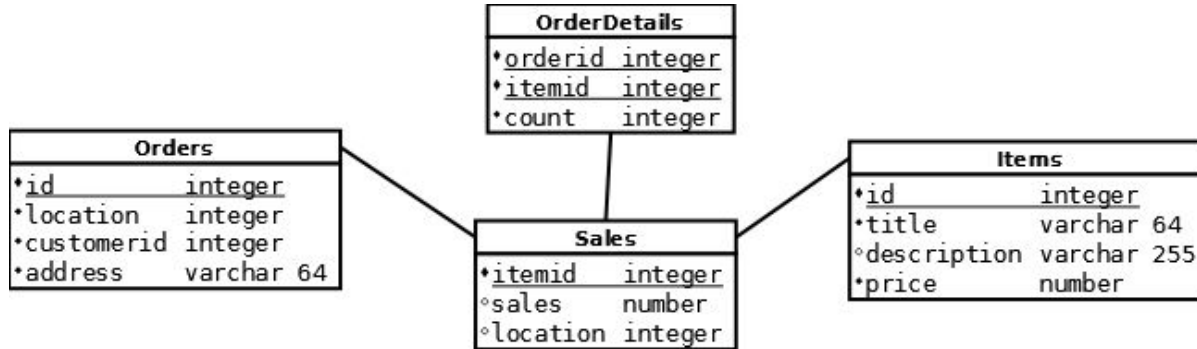 OrderDetails
orderid integer
itemid integer
count integer
Orders
id integer
location integer
customerid integer
address varchar 64
Sales
itemid integer
sales number
location integer
Items
id integer
title varchar 64
description varchar 255
price number